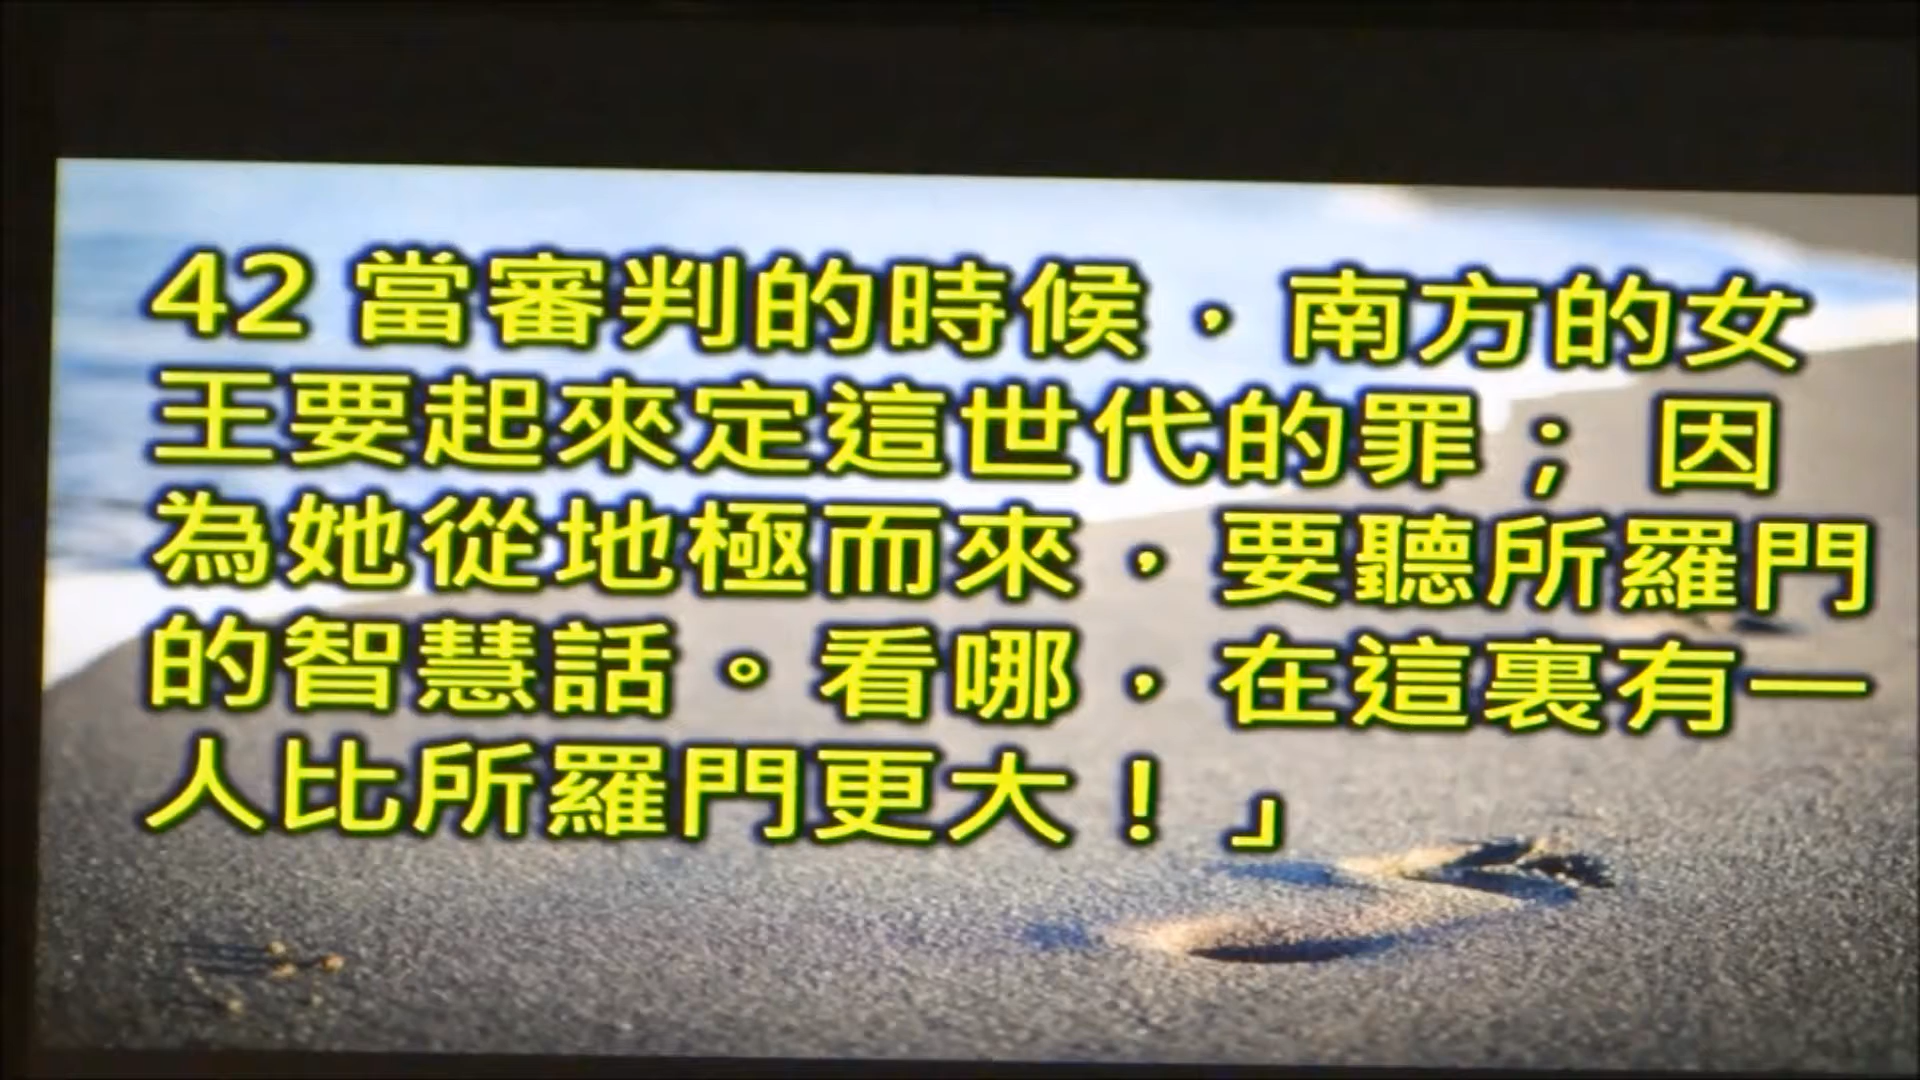 42 當審判的時候，南方的女
王要起來定這世代的罪；因
為她從地極而來，要聽所羅門
的智慧話。看哪，在這裏有一
人比所羅門更大！」